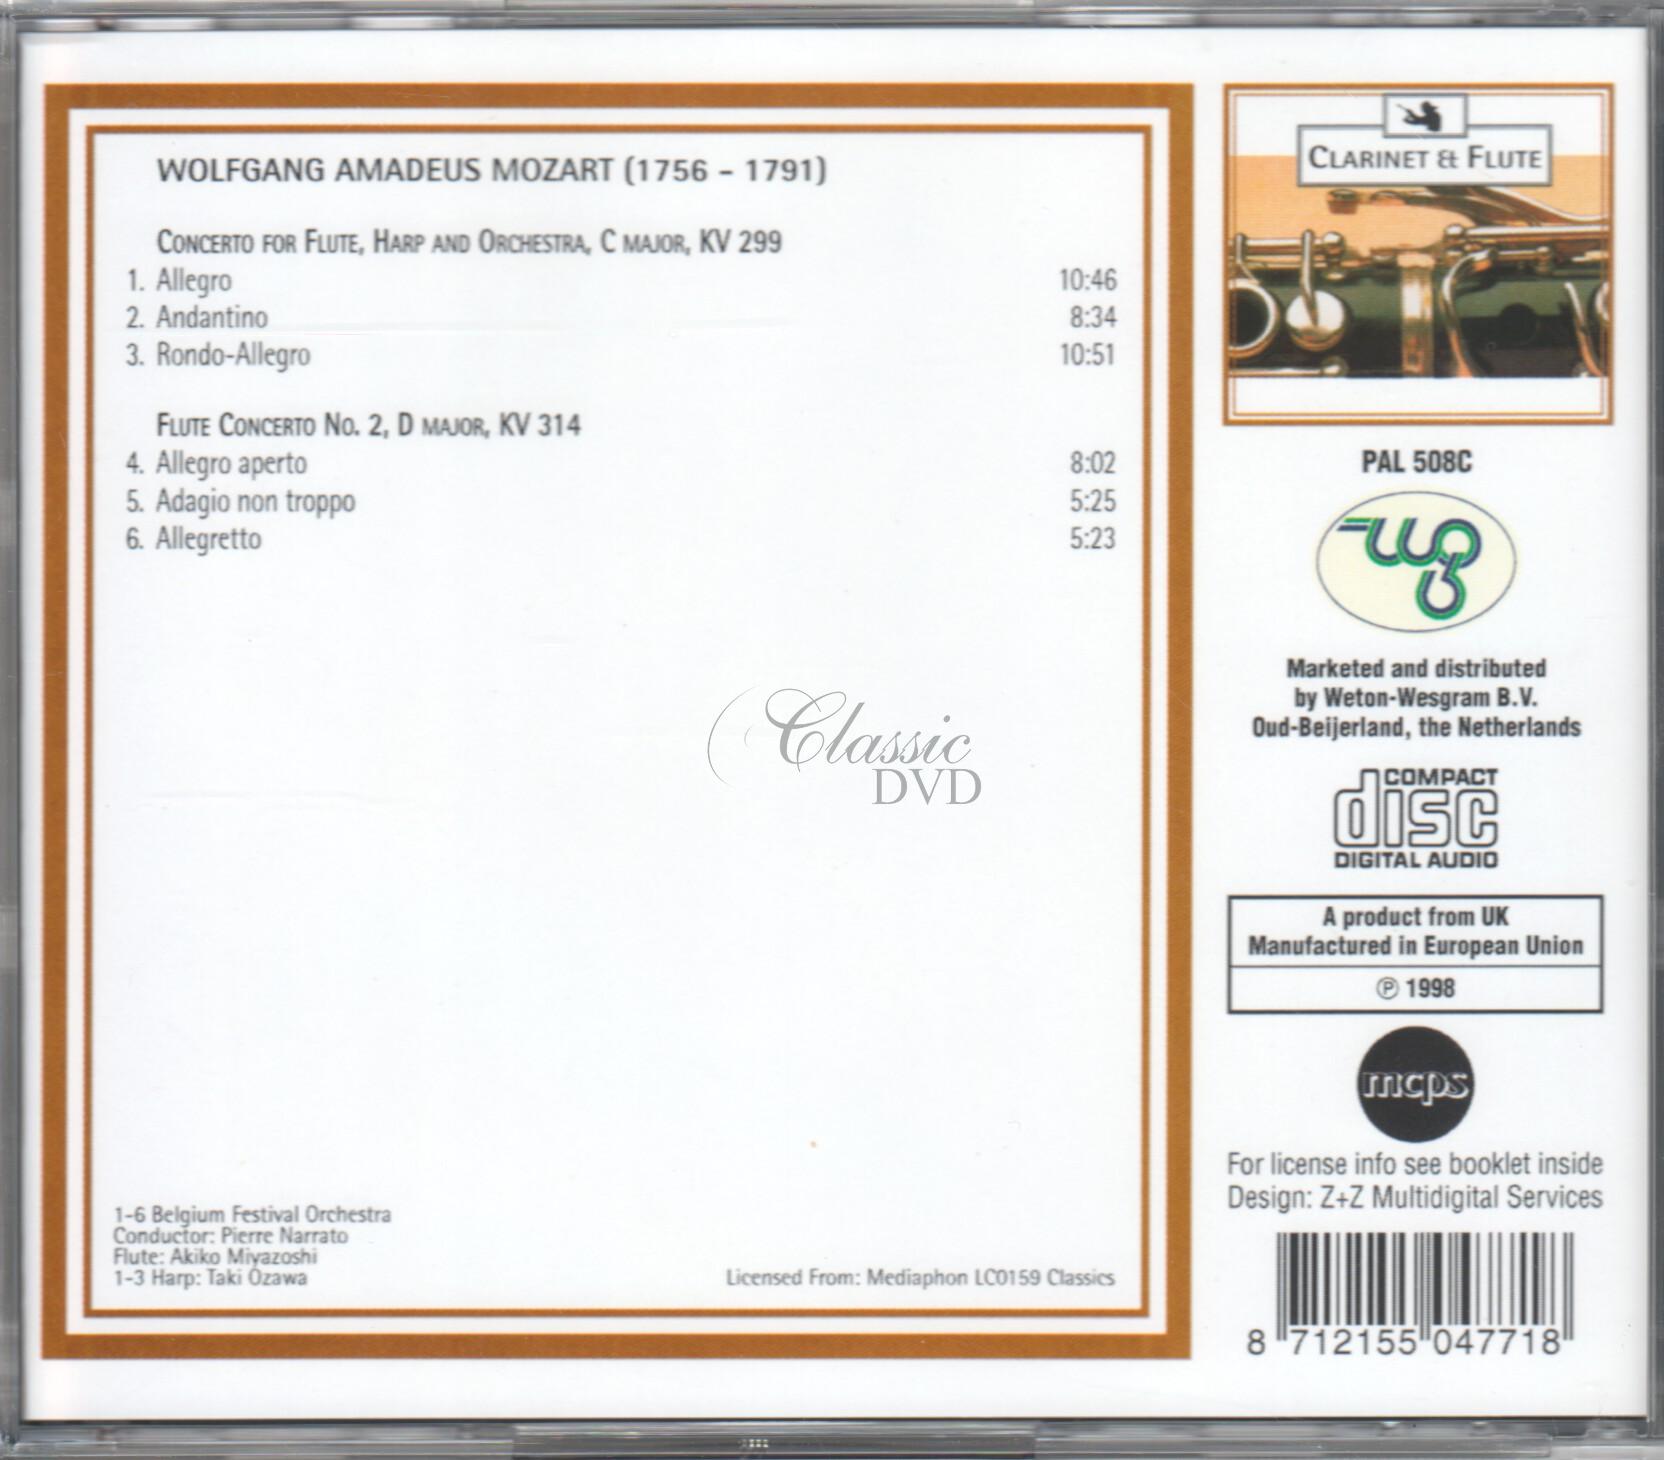 WOLFGANG AMADEUS MOZART (1756 – 1791)
CONCERTO FOR FLUTE, HARP AND ORCHESTRA, C MAJOR, KV 299
1. Allegro 10:46
2. Andantino 8:34
3. Rondo-Allegro 10:51
FLUTE CONCERTO NO. 2, D MAJOR, KV 314
4. Allegro aperto 8:02
5. Adagio non troppo 5:25
6. Allegretto 5:23
Classic
DVD
1-6 Belgium Festival Orchestra
Conductor: Pierre Narrato
Flute: Akiko Miyazoshi
1-3 Harp: Taki Ozawa
Licensed From: Mediaphon LC0159 Classics
CLARINET & FLUTE
PAL 508C
Marketed and distributed
by Weton-Wesgram B.V.
Oud-Beijerland, the Netherlands
COMPACT
disc
DIGITAL AUDIO
A product from UK
Manufactured in European Union
℗ 1998
mcps
For license info see booklet inside
Design: Z+Z Multidigital Services
8 712155 047718